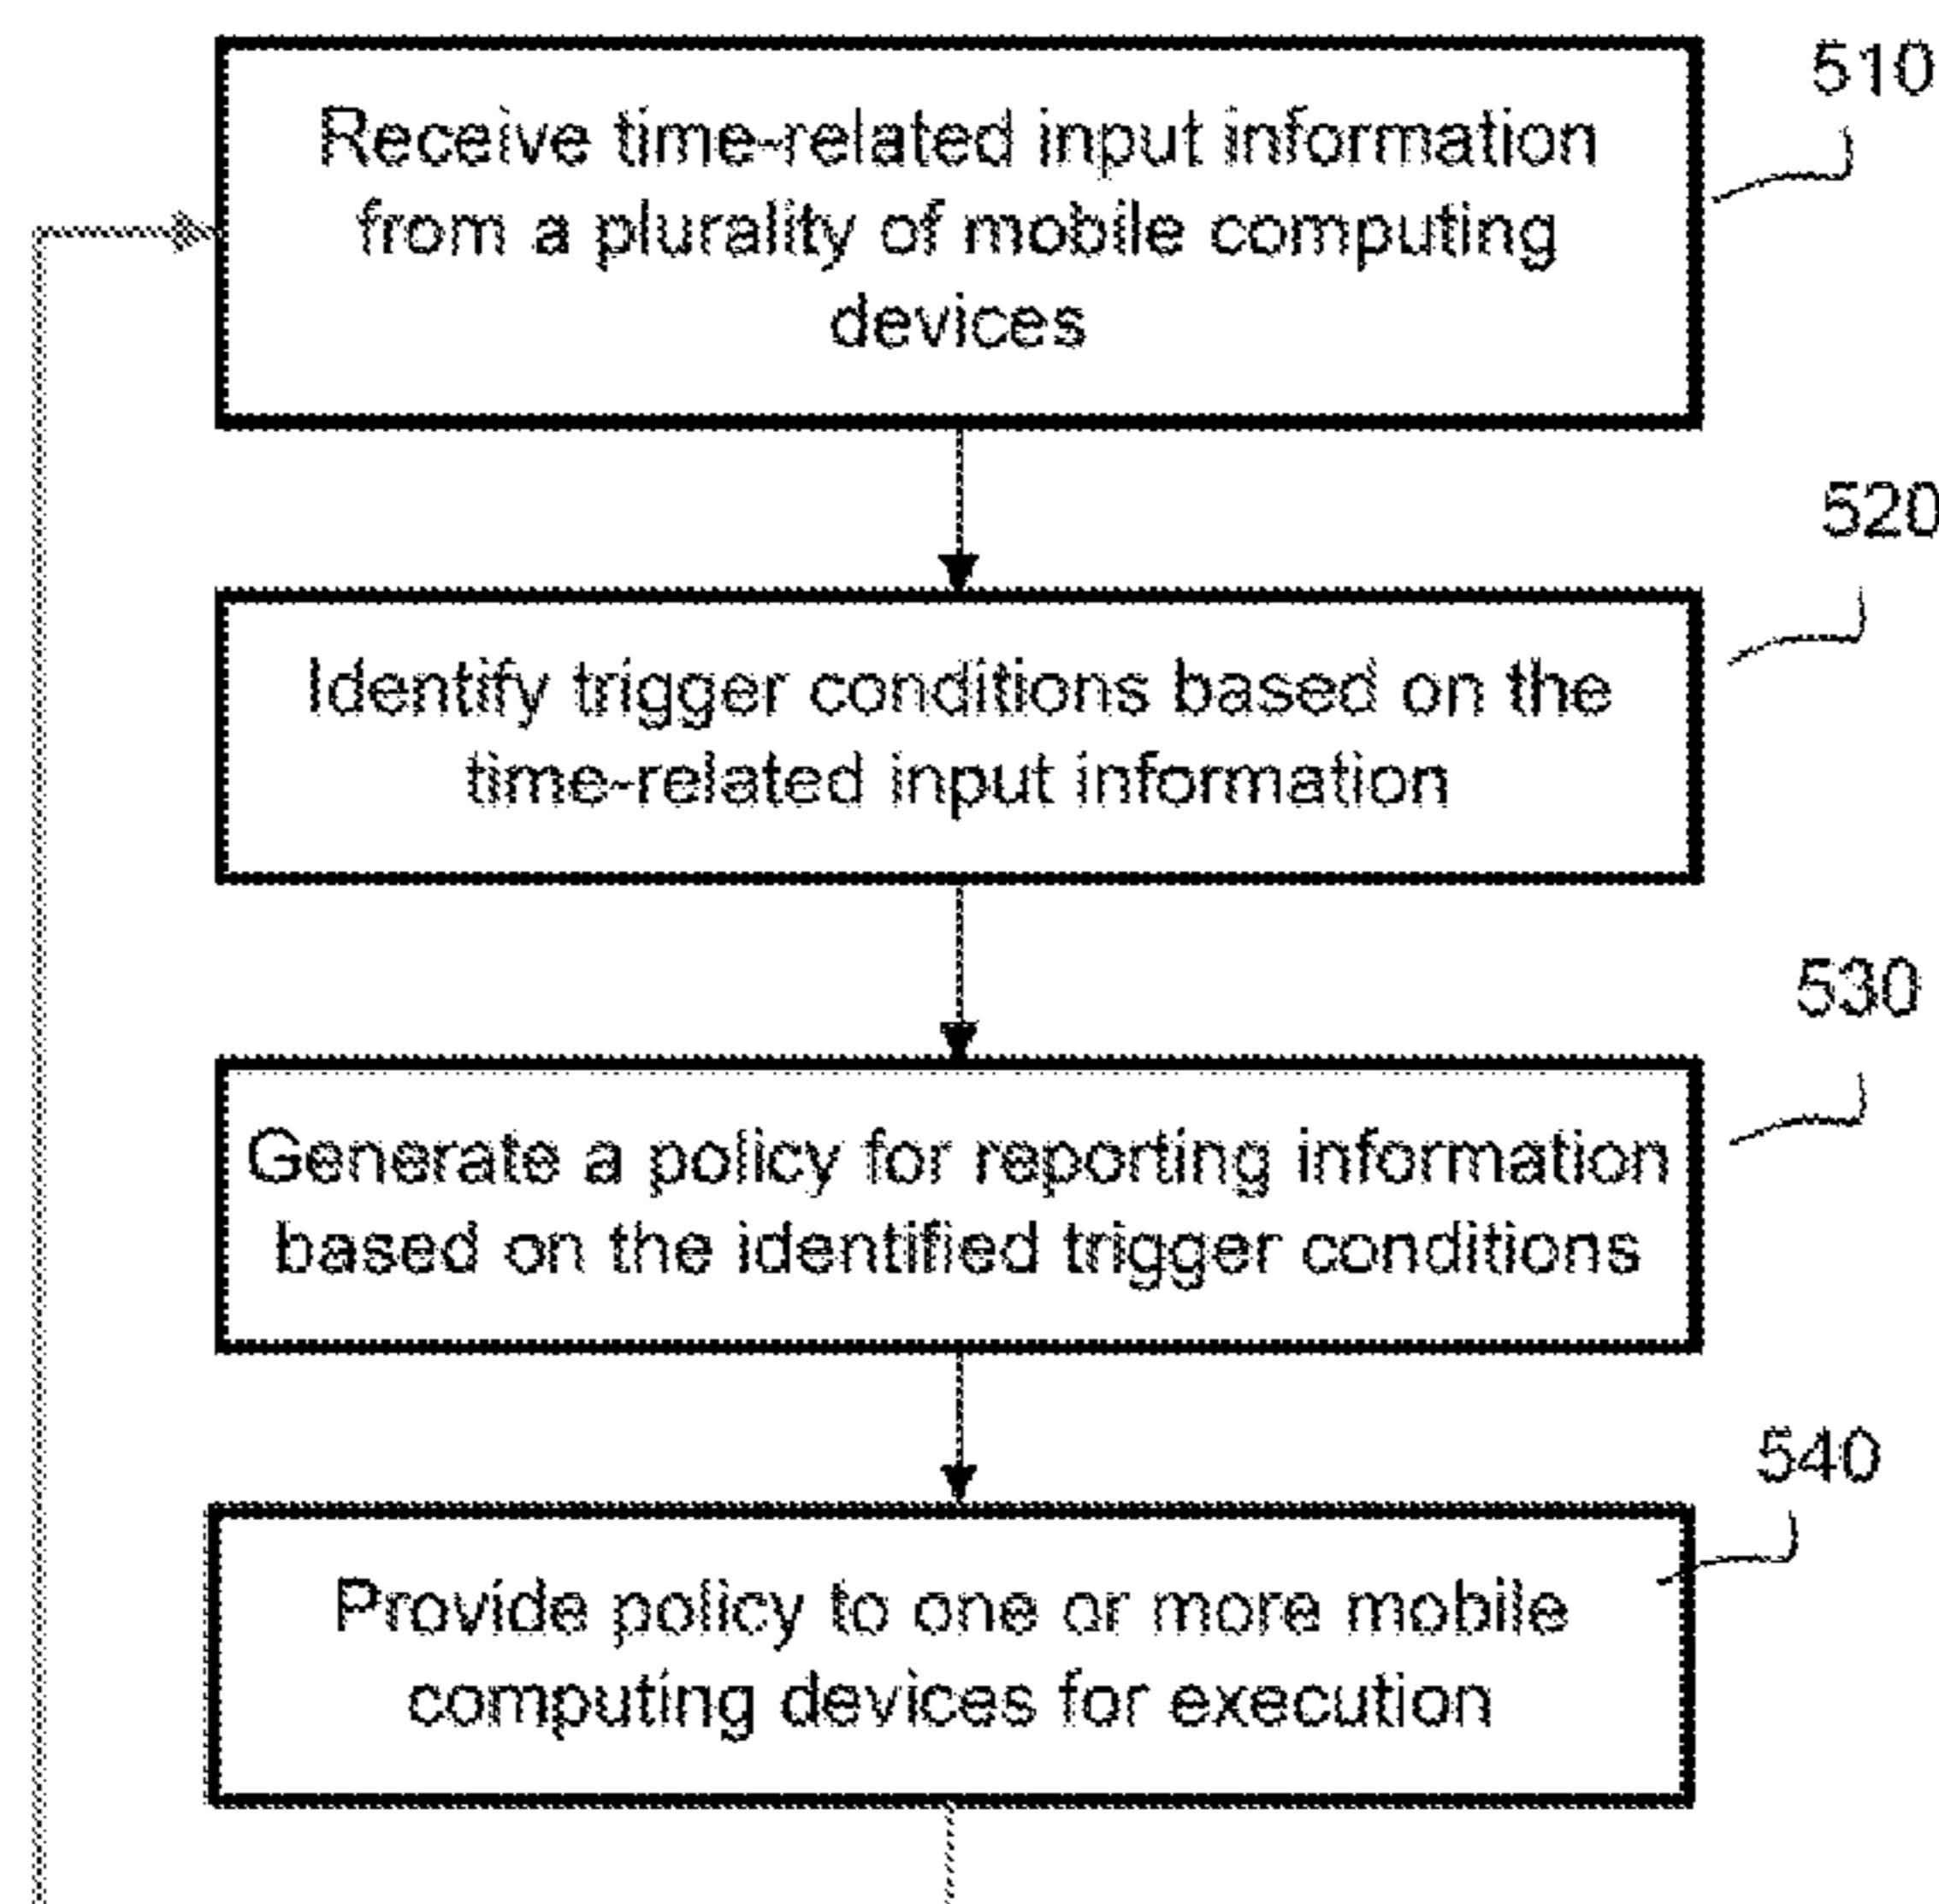 510
Receive time-related input information
from a plurality of mobile computing
devices
520
Identify trigger conditions based on the
time-related input information
530
Generate a policy for reporting information
based on the identified trigger conditions
540
Provide policy to one or more mobile
computing devices for execution